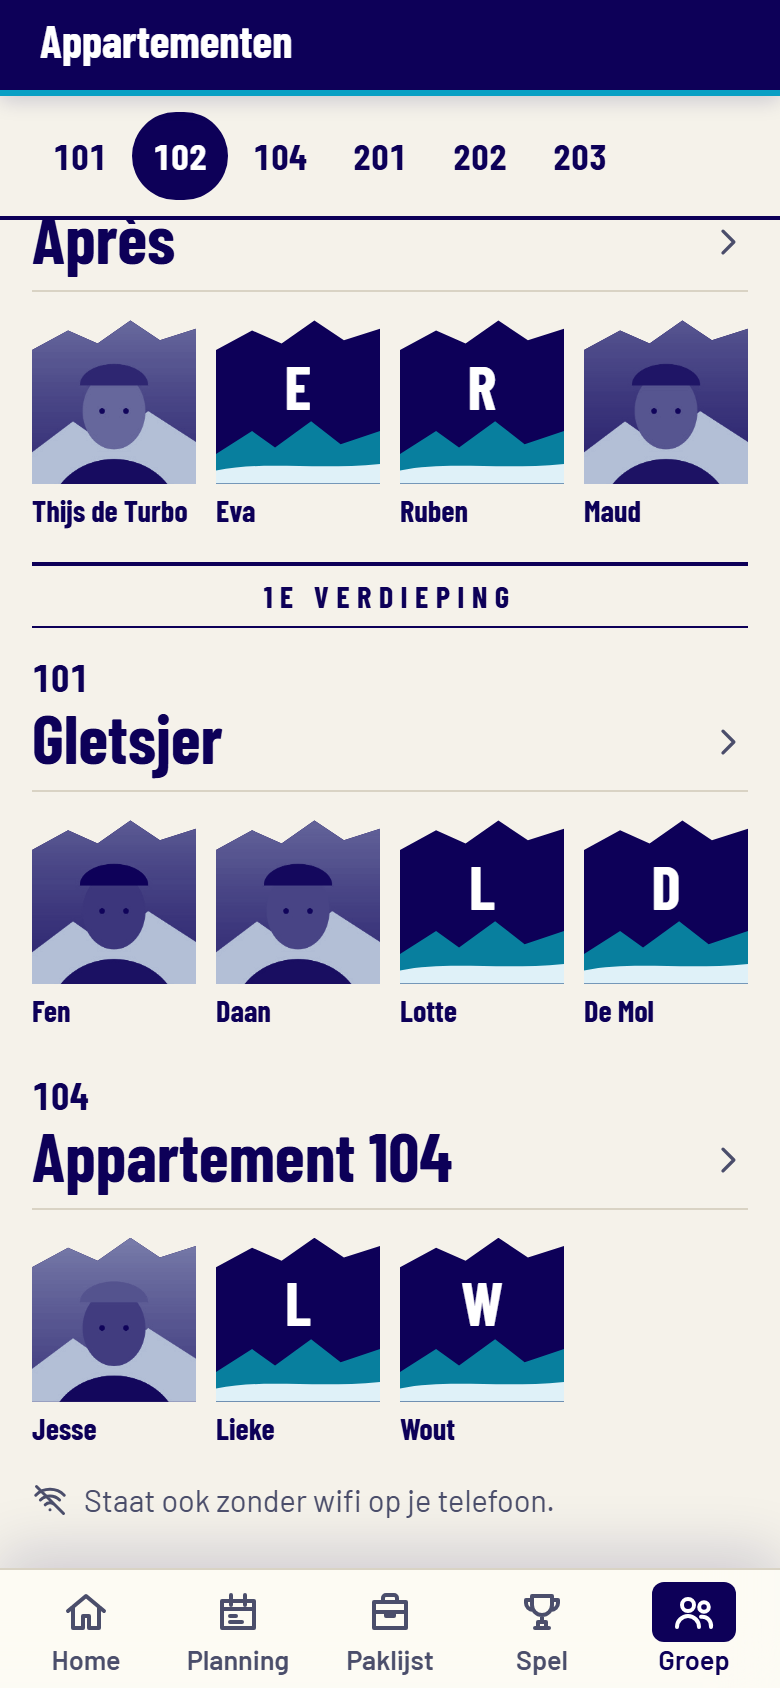 Appartementen
101 102 104 201 202 203
Après
E R
Thijs de Turbo Eva Ruben Maud
1E VERDIEPING
101
Gletsjer
L D
Fen Daan Lotte De Mol
104
Appartement 104
L W
Jesse Lieke Wout
Staat ook zonder wifi op je telefoon.
Home Planning Paklijst Spel Groep